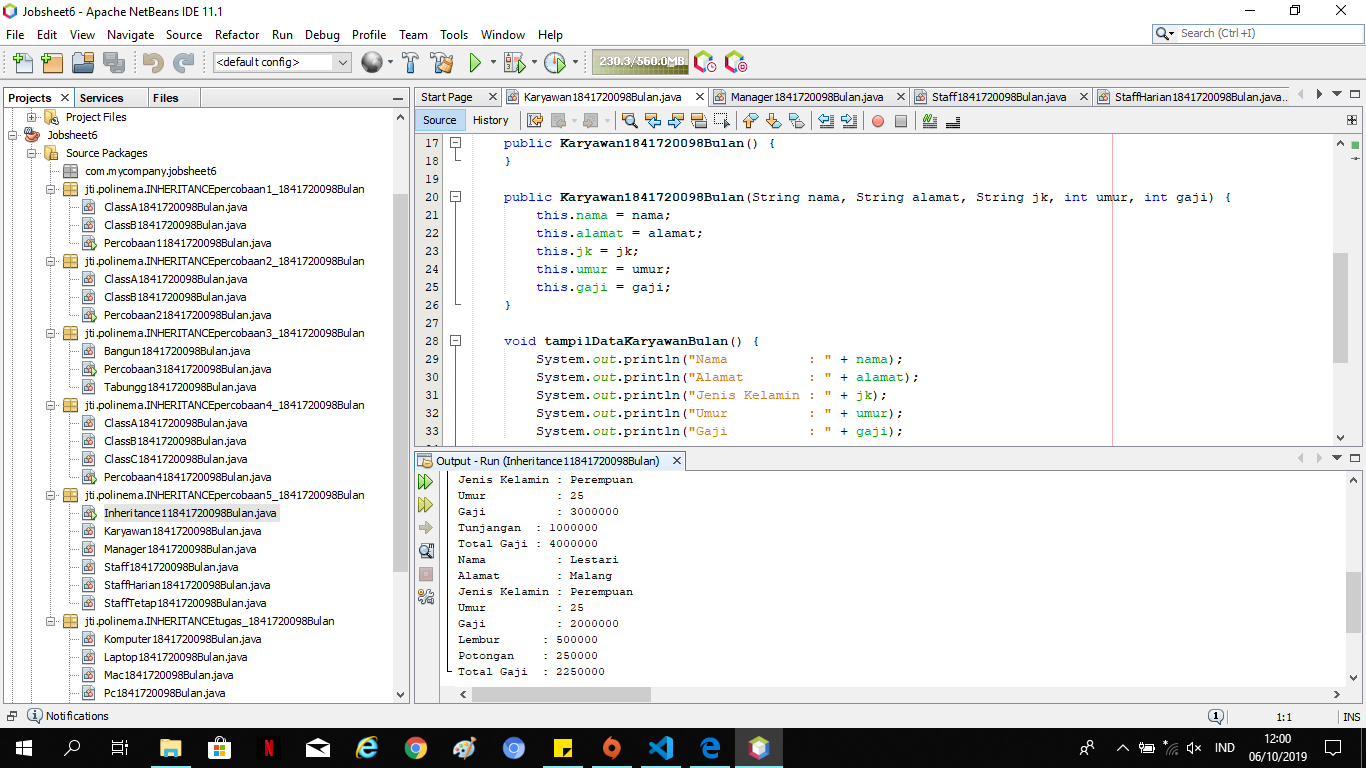 Jobsheet6 - Apache NetBeans IDE 11.1
File Edit View Navigate Source Refactor Run Debug Profile Team Tools Window Help
Search (Ctrl+I)
<default config>
230.3/560.0MB
Projects Services Files
Project Files
Jobsheet6
Source Packages
com.mycompany.jobsheet6
jti.polinema.INHERITANCEpercobaan1_1841720098Bulan
ClassA1841720098Bulan.java
ClassB1841720098Bulan.java
Percobaan11841720098Bulan.java
jti.polinema.INHERITANCEpercobaan2_1841720098Bulan
ClassA1841720098Bulan.java
ClassB1841720098Bulan.java
Percobaan21841720098Bulan.java
jti.polinema.INHERITANCEpercobaan3_1841720098Bulan
Bangun1841720098Bulan.java
Percobaan31841720098Bulan.java
Tabungg1841720098Bulan.java
jti.polinema.INHERITANCEpercobaan4_1841720098Bulan
ClassA1841720098Bulan.java
ClassB1841720098Bulan.java
ClassC1841720098Bulan.java
Percobaan41841720098Bulan.java
jti.polinema.INHERITANCEpercobaan5_1841720098Bulan
Inheritance11841720098Bulan.java
Karyawan1841720098Bulan.java
Manager1841720098Bulan.java
Staff1841720098Bulan.java
StaffHarian1841720098Bulan.java
StaffTetap1841720098Bulan.java
jti.polinema.INHERITANCEtugas_1841720098Bulan
Komputer1841720098Bulan.java
Laptop1841720098Bulan.java
Mac1841720098Bulan.java
Pc1841720098Bulan.java
Start Page Karyawan1841720098Bulan.java Manager1841720098Bulan.java Staff1841720098Bulan.java StaffHarian1841720098Bulan.java...
Source History
17 public Karyawan1841720098Bulan() {
18 }
19
20 public Karyawan1841720098Bulan(String nama, String alamat, String jk, int umur, int gaji) {
21 this.nama = nama;
22 this.alamat = alamat;
23 this.jk = jk;
24 this.umur = umur;
25 this.gaji = gaji;
26 }
27
28 void tampilDataKaryawanBulan() {
29 System.out.println("Nama : " + nama);
30 System.out.println("Alamat : " + alamat);
31 System.out.println("Jenis Kelamin : " + jk);
32 System.out.println("Umur : " + umur);
33 System.out.println("Gaji : " + gaji);
Output - Run (Inheritance11841720098Bulan)
Jenis Kelamin : Perempuan
Umur : 25
Gaji : 3000000
Tunjangan : 1000000
Total Gaji : 4000000
Nama : Lestari
Alamat : Malang
Jenis Kelamin : Perempuan
Umur : 25
Gaji : 2000000
Lembur : 500000
Potongan : 250000
Total Gaji : 2250000
Notifications
1:1 INS
IND
12:00
06/10/2019